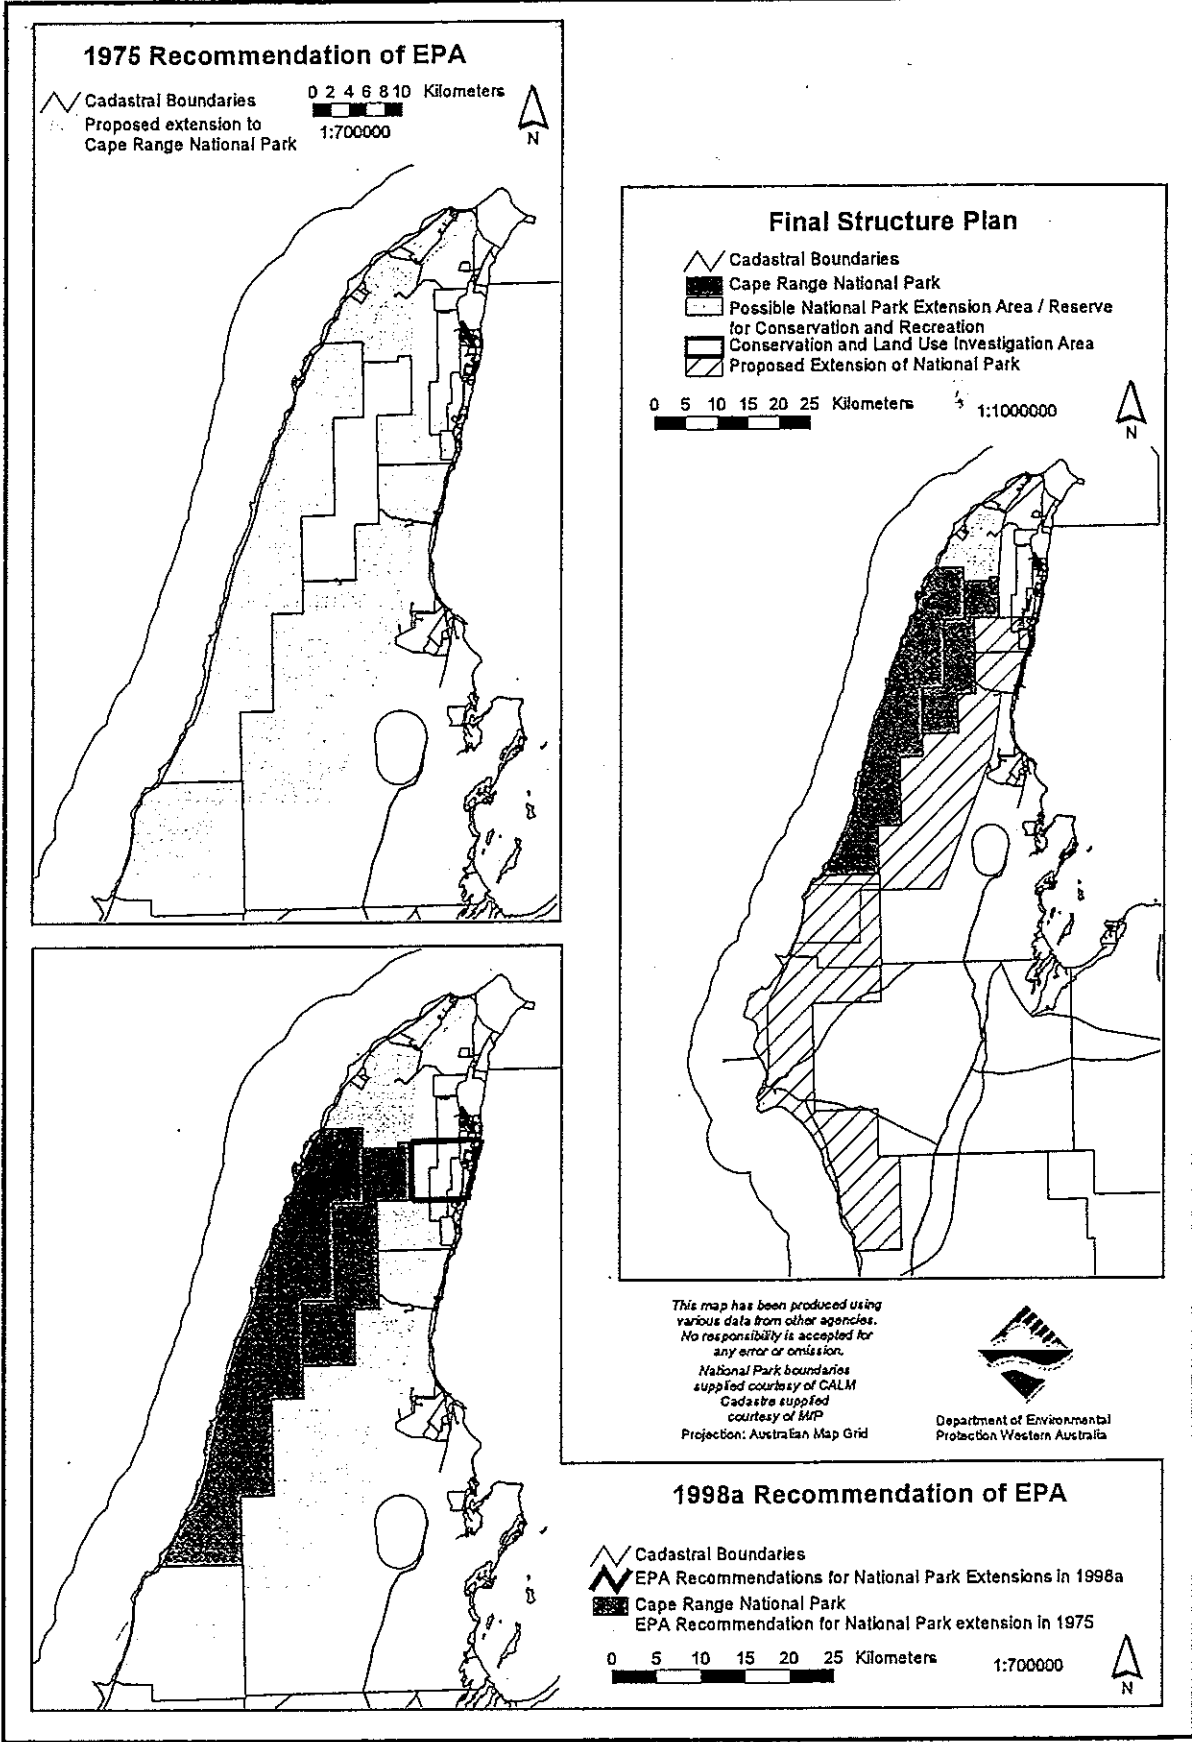 1975 Recommendation of EPA
Cadastral Boundaries
Proposed extension to
Cape Range National Park
0 2 4 6 8 10 Kilometers
1:700000
N
Final Structure Plan
Cadastral Boundaries
Cape Range National Park
Possible National Park Extension Area / Reserve
for Conservation and Recreation
Conservation and Land Use Investigation Area
Proposed Extension of National Park
0 5 10 15 20 25 Kilometers
1:1000000
N
This map has been produced using
various data from other agencies.
No responsibility is accepted for
any error or omission.
National Park boundaries
supplied courtesy of CALM
Cadastre supplied
courtesy of MfP
Projection: Australian Map Grid
Department of Environmental
Protection Western Australia
1998a Recommendation of EPA
Cadastral Boundaries
EPA Recommendations for National Park Extensions in 1998a
Cape Range National Park
EPA Recommendation for National Park extension in 1975
0 5 10 15 20 25 Kilometers
1:700000
N